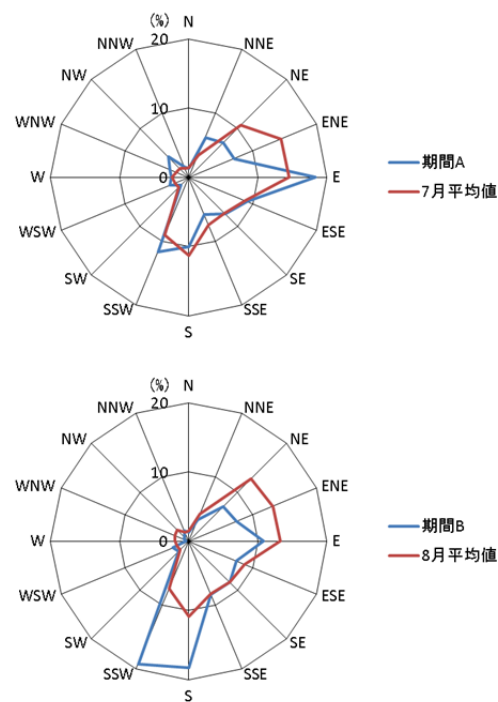 (%)
N
20
NNW
NNE
NW
NE
10
WNW
ENE
W
0
E
WSW
ESE
SW
SE
SSW
SSE
S
期間A
7月平均値
(%)
N
20
NNW
NNE
NW
NE
10
WNW
ENE
W
0
E
WSW
ESE
SW
SE
SSW
SSE
S
期間B
8月平均値